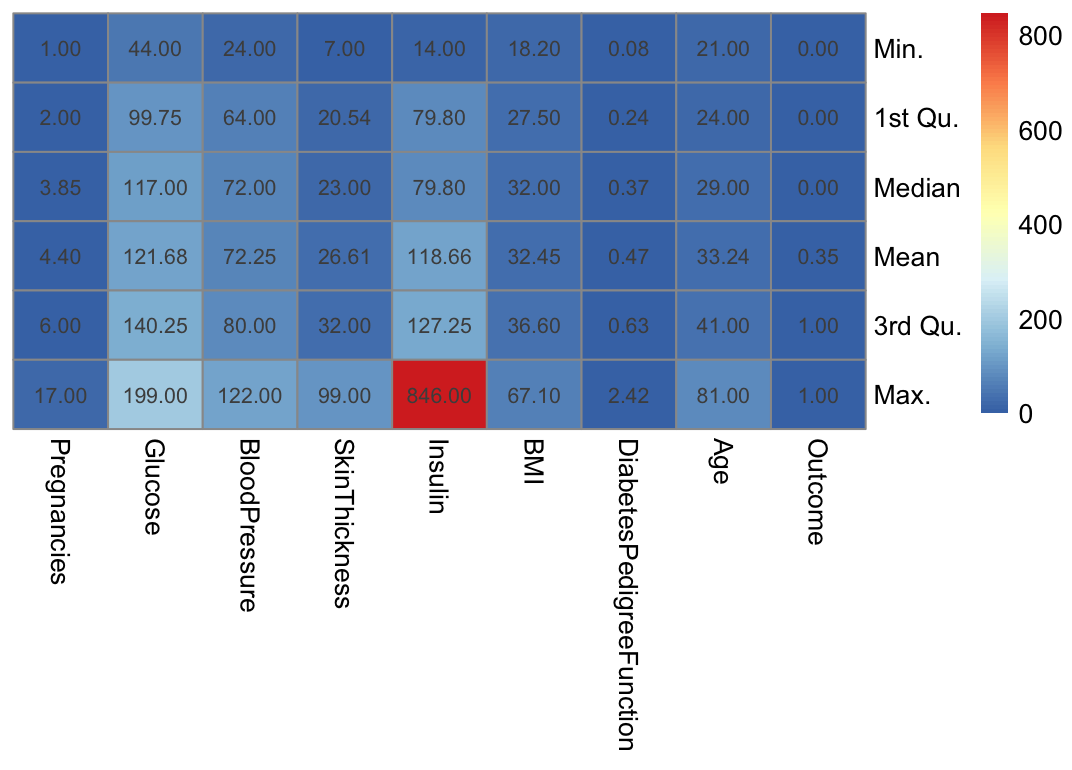 1.00 44.00 24.00 7.00 14.00 18.20 0.08 21.00 0.00 Min.
2.00 99.75 64.00 20.54 79.80 27.50 0.24 24.00 0.00 1st Qu.
3.85 117.00 72.00 23.00 79.80 32.00 0.37 29.00 0.00 Median
4.40 121.68 72.25 26.61 118.66 32.45 0.47 33.24 0.35 Mean
6.00 140.25 80.00 32.00 127.25 36.60 0.63 41.00 1.00 3rd Qu.
17.00 199.00 122.00 99.00 846.00 67.10 2.42 81.00 1.00 Max.
Pregnancies
Glucose
BloodPressure
SkinThickness
Insulin
BMI
DiabetesPedigreeFunction
Age
Outcome
800
600
400
200
0